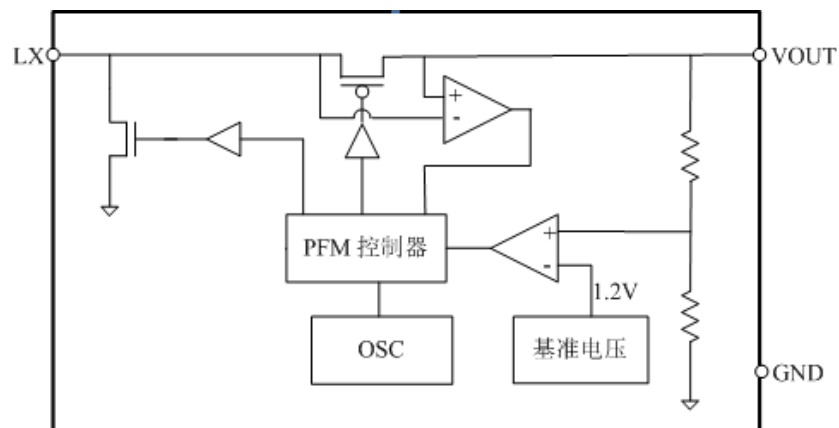 LX
VOUT
+
-
PFM 控制器
+
-
1.2V
OSC
基准电压
GND